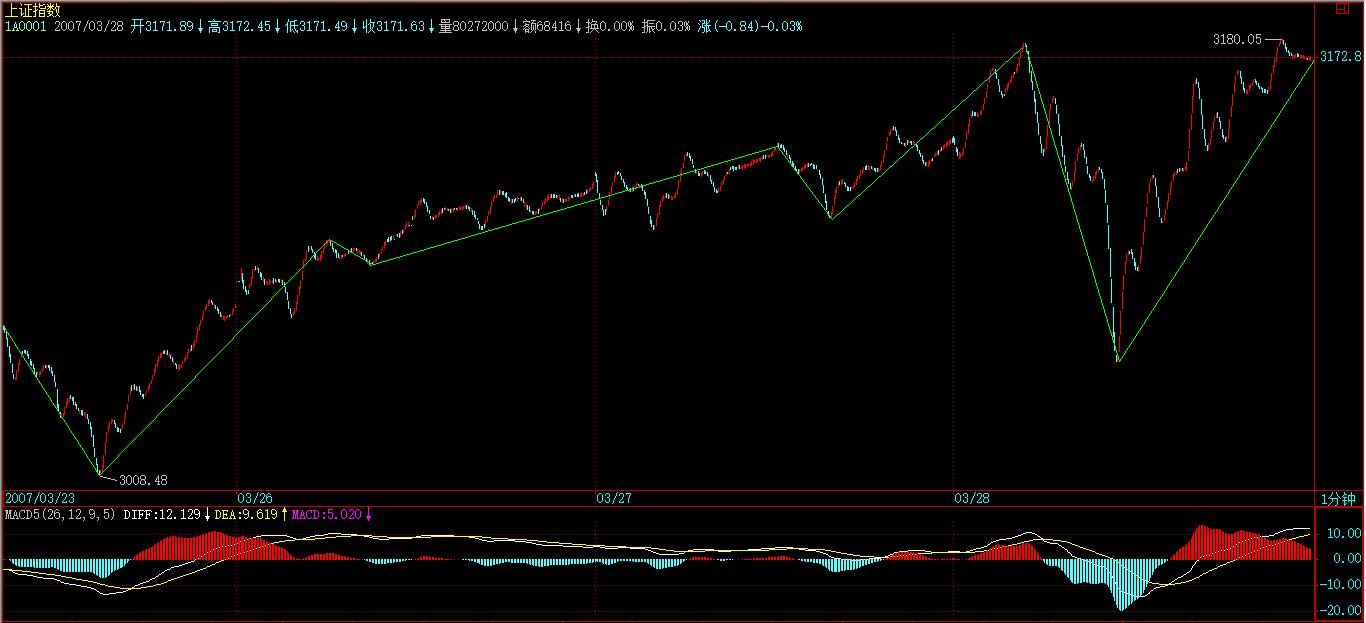 上证指数
1A0001 2007/03/28 开3171.89↓高3172.45↓低3171.49↓收3171.63↓量80272000↓额68416↓换0.00% 振0.03% 涨(-0.84)-0.03%
3180.05
3172.8
3008.48
2007/03/23 03/26 03/27 03/28 1分钟
MACD5(26,12,9,5) DIFF:12.129↓DEA:9.619↑MACD:5.020↓
10.00
0.00
-10.00
-20.00